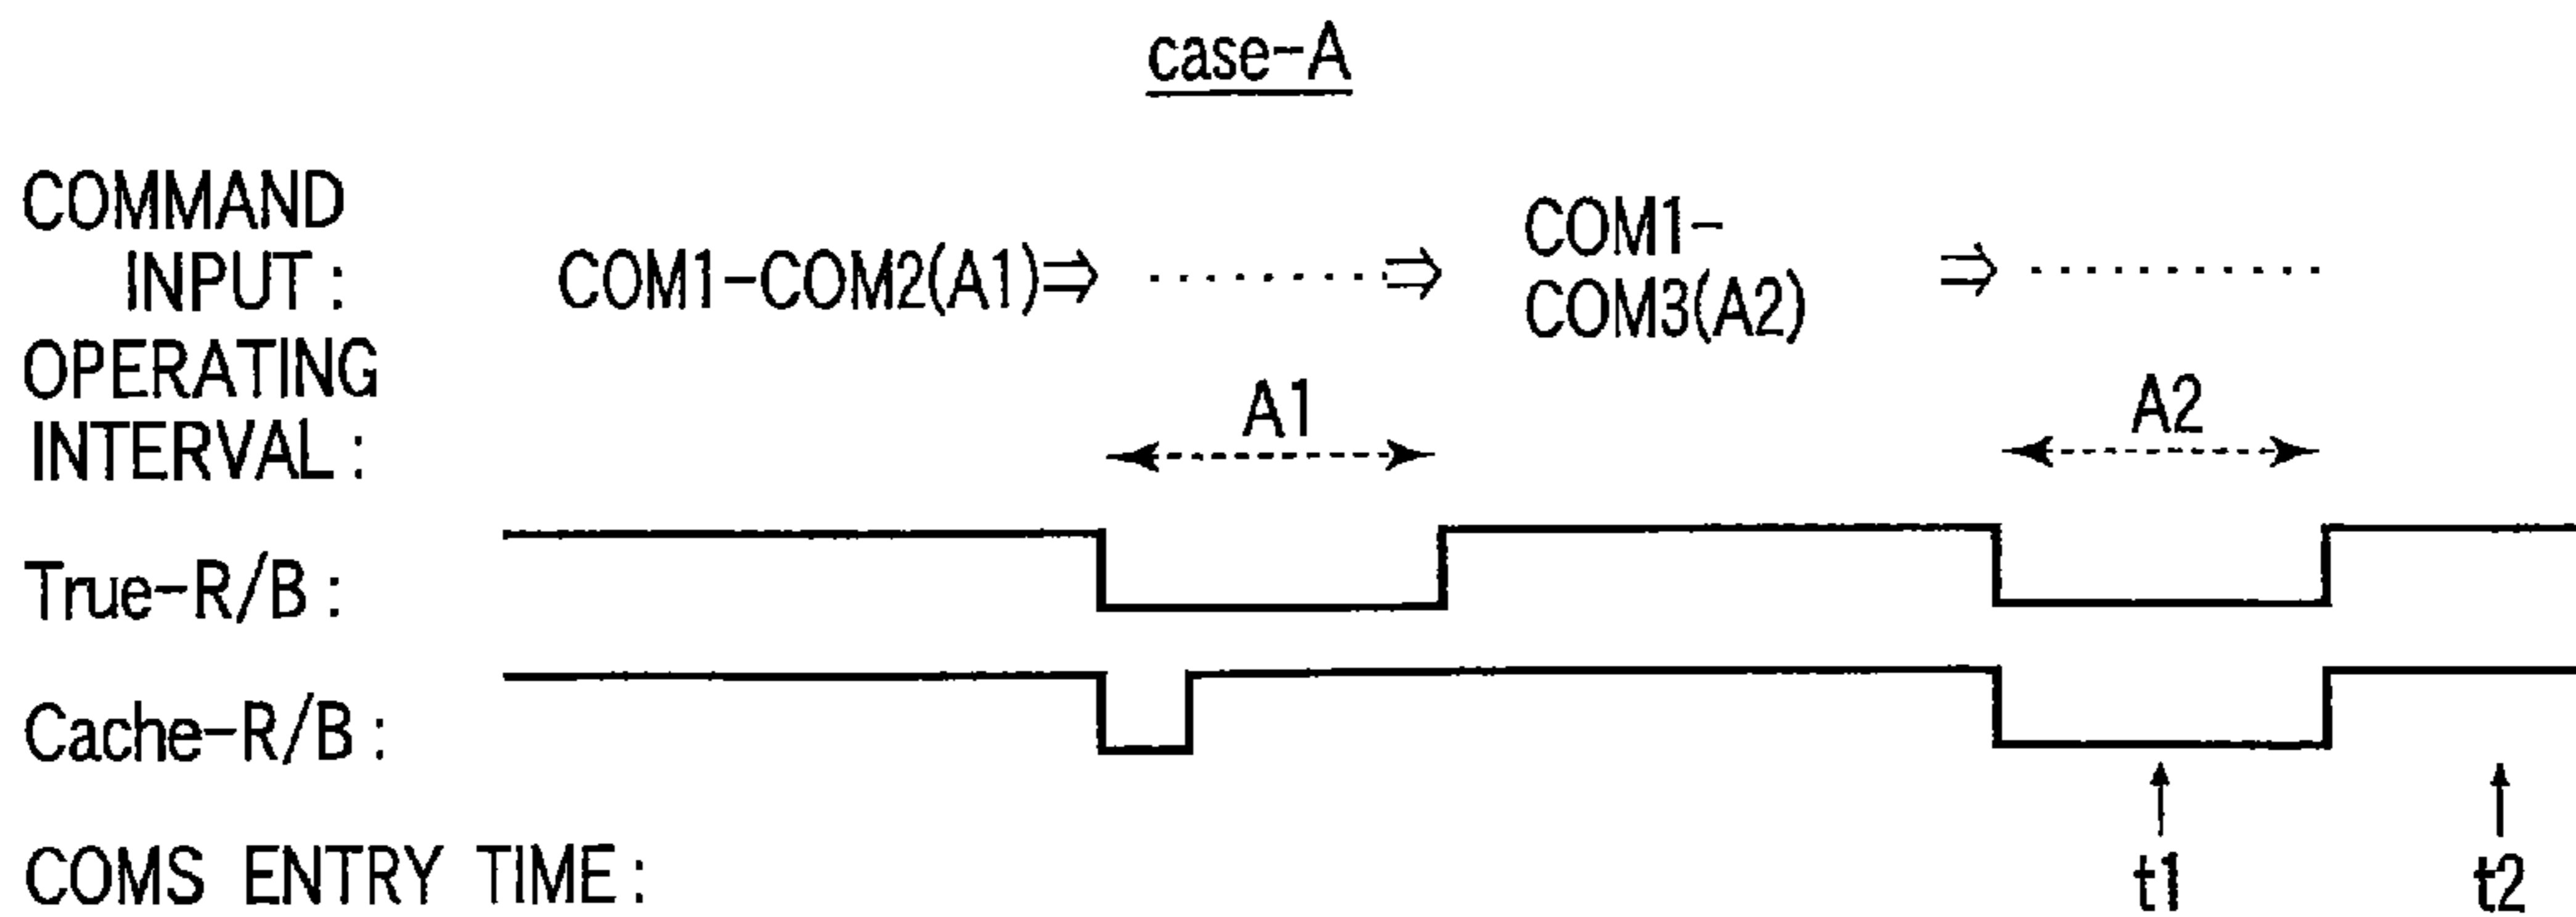 case-A
COMMAND
INPUT :
COM1-COM2(A1)⇒ ........⇒
COM1-
COM3(A2)
⇒ ...........
OPERATING
INTERVAL :
A1
A2
True-R/B :
Cache-R/B :
COMS ENTRY TIME :
t1
t2